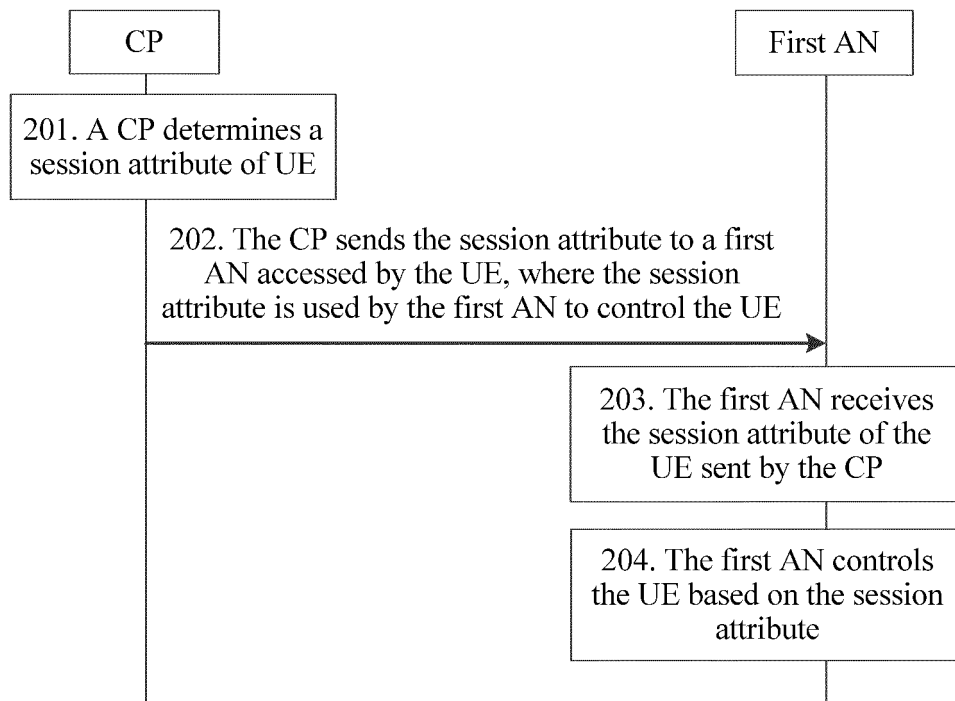 CP
First AN
201. A CP determines a
session attribute of UE
202. The CP sends the session attribute to a first
AN accessed by the UE, where the session
attribute is used by the first AN to control the UE
203. The first AN receives
the session attribute of the
UE sent by the CP
204. The first AN controls
the UE based on the session
attribute